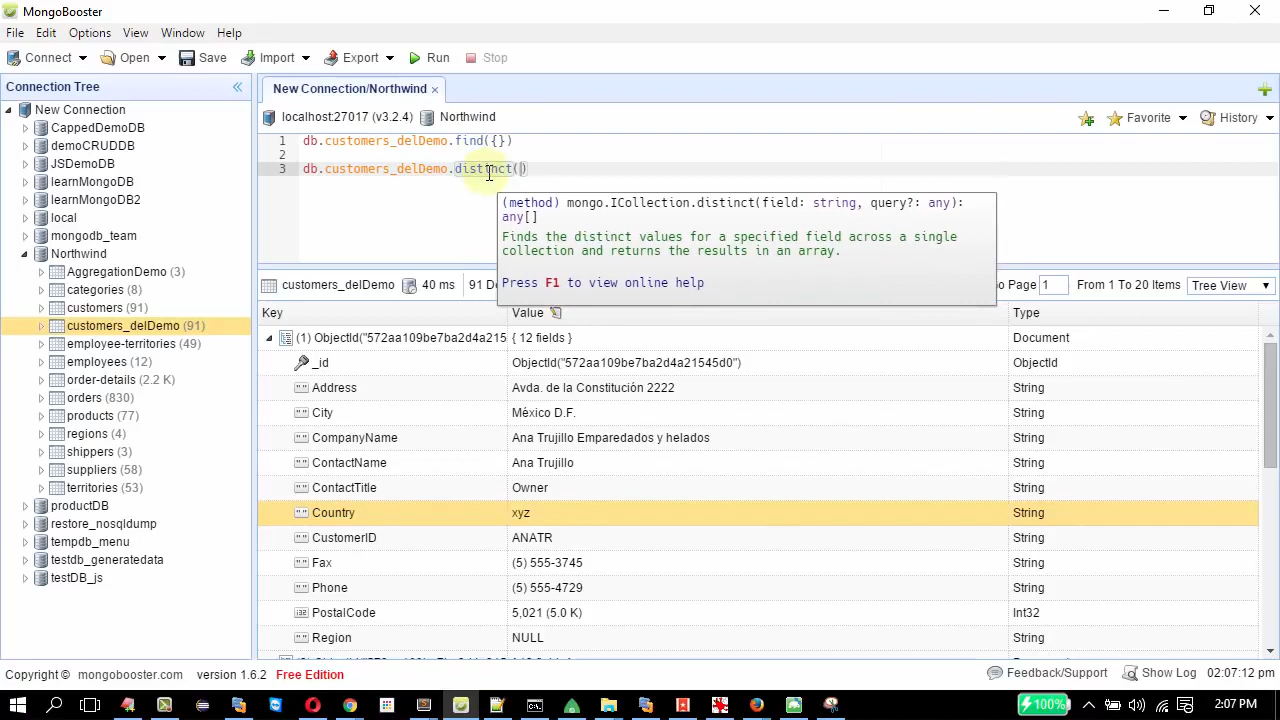 MongoBooster
File Edit Options View Window Help
Connect Open Save Import Export Run Stop
Connection Tree
New Connection
CappedDemoDB
demoCRUDDB
JSDemoDB
learnMongoDB
learnMongoDB2
local
mongodb_team
Northwind
AggregationDemo (3)
categories (8)
customers (91)
customers_delDemo (91)
employee-territories (49)
employees (12)
order-details (2.2 K)
orders (830)
products (77)
regions (4)
shippers (3)
suppliers (58)
territories (53)
productDB
restore_nosqldump
tempdb_menu
testdb_generatedata
testDB_js
New Connection/Northwind
localhost:27017 (v3.2.4) Northwind Favorite History
1 db.customers_delDemo.find({})
2
3 db.customers_delDemo.distinct()
(method) mongo.ICollection.distinct(field: string, query?: any):
any[]
Finds the distinct values for a specified field across a single
collection and returns the results in an array.
Press F1 to view online help
customers_delDemo 40 ms 91 Page 1 From 1 To 20 Items Tree View
Key Value Type
(1) ObjectId("572aa109be7ba2d4a215 { 12 fields } Document
_id ObjectId("572aa109be7ba2d4a21545d0") ObjectId
Address Avda. de la Constitución 2222 String
City México D.F. String
CompanyName Ana Trujillo Emparedados y helados String
ContactName Ana Trujillo String
ContactTitle Owner String
Country xyz String
CustomerID ANATR String
Fax (5) 555-3745 String
Phone (5) 555-4729 String
PostalCode 5,021 (5.0 K) Int32
Region NULL String
Copyright © mongobooster.com version 1.6.2 Free Edition Feedback/Support Show Log 02:07:12 pm
100% 2:07 PM